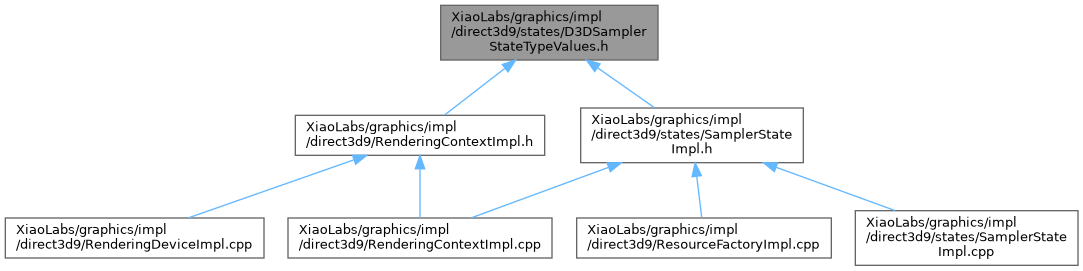 XiaoLabs/graphics/impl
/direct3d9/states/D3DSampler
StateTypeValues.h
XiaoLabs/graphics/impl
/direct3d9/RenderingContextImpl.h
XiaoLabs/graphics/impl
/direct3d9/states/SamplerState
Impl.h
XiaoLabs/graphics/impl
/direct3d9/RenderingDeviceImpl.cpp
XiaoLabs/graphics/impl
/direct3d9/RenderingContextImpl.cpp
XiaoLabs/graphics/impl
/direct3d9/ResourceFactoryImpl.cpp
XiaoLabs/graphics/impl
/direct3d9/states/SamplerState
Impl.cpp